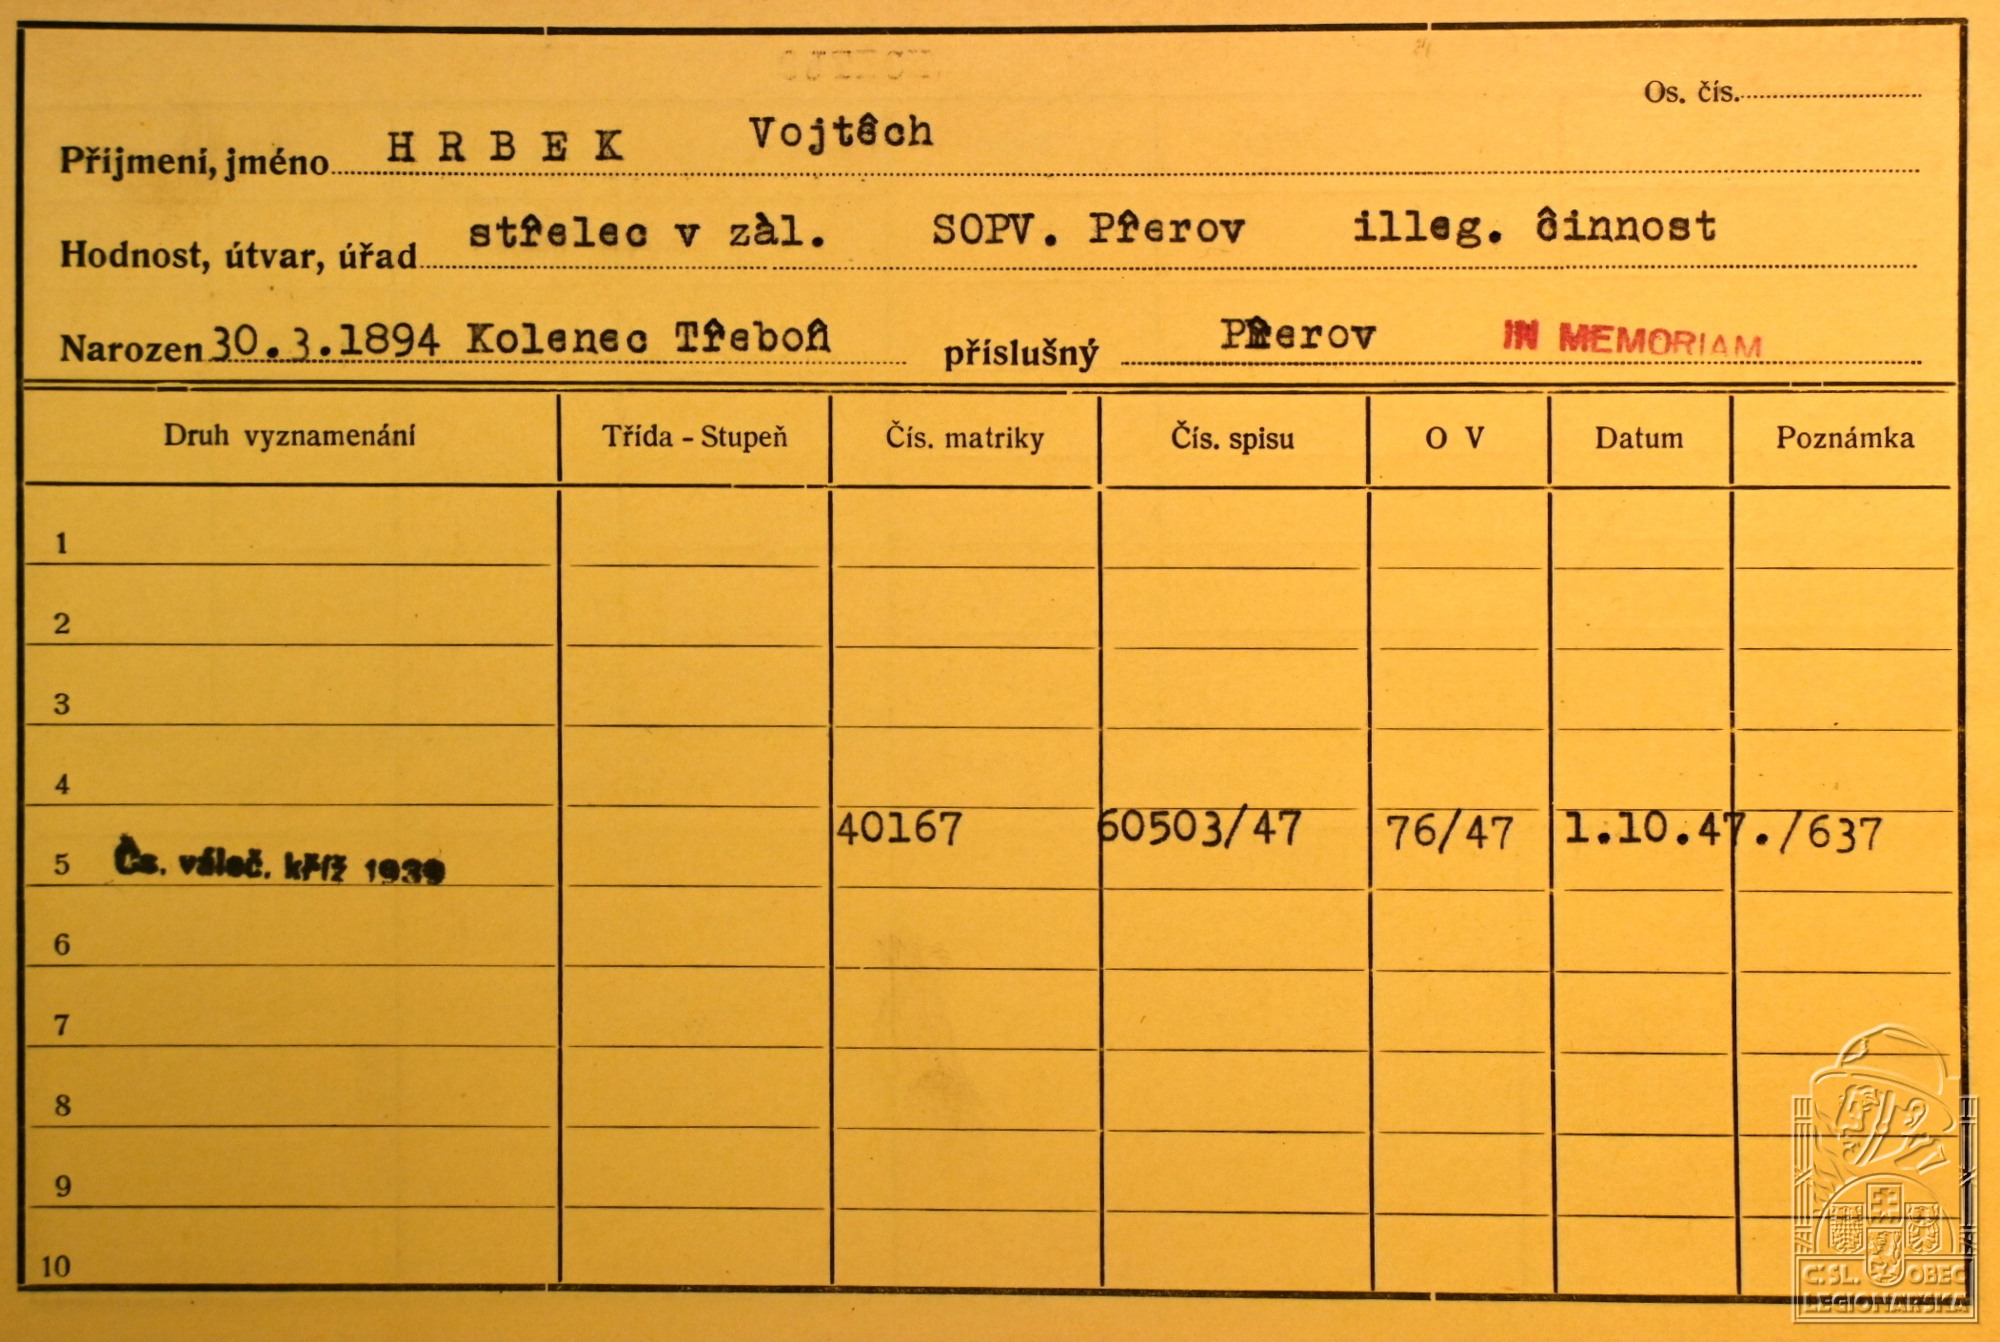 Os. čís.
Příjmení, jméno HRBEK Vojtěch
Hodnost, útvar, úřad střelec v zál. SOPV. Přerov illeg. činnost
Narozen 30.3.1894 Kolenec Třeboň příslušný Přerov IN MEMORIAM
Druh vyznamenání Třída - Stupeň Čís. matriky Čís. spisu O V Datum Poznámka
1
2
3
4
5 Čs. váleč. kříž 1939 40167 60503/47 76/47 1.10.47./637
6
7
8
9
10
Č.SL. OBEC
LEGIONÁŘSKÁ